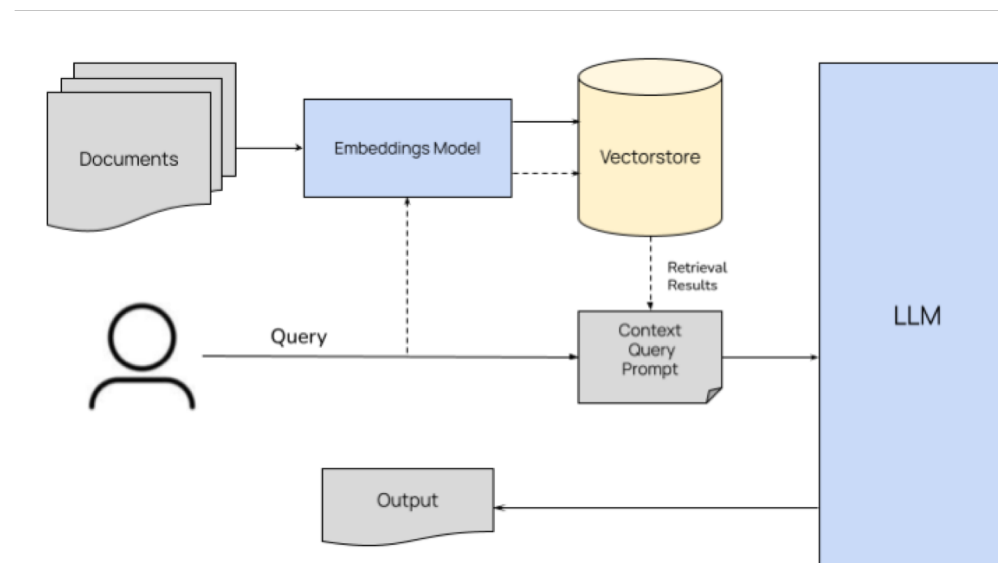 Documents
Embeddings Model
Vectorstore
Retrieval
Results
Query
Context
Query
Prompt
LLM
Output